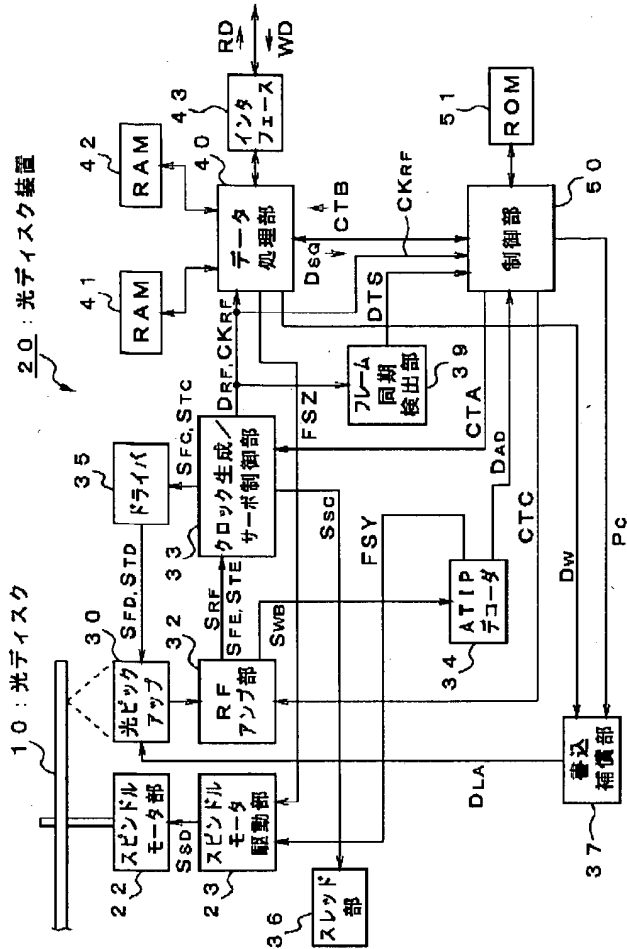 20:光ディスク装置
10:光ディスク
22
スピンドル
モータ部
SSD
23
スピンドル
モータ
駆動部
36
スレッド
部
30
光ピック
アップ
SFD, STD
32
RF
アンプ部
SRF
SFE, STE
SWB
35
ドライバ
SFC, STC
33
クロック生成/
サーボ制御部
DRF, CKRF
FSZ
SSC
FSY
34
ATIP
デコーダ
DAD
CTA
CTC
フレーム
同期
検出部
39
DTS
CKRF
41
RAM
42
RAM
40
データ
処理部
DSQ
CTB
43
インタ
フェース
RD
WD
51
ROM
制御部
50
DW
PC
DLA
書込
補償部
37